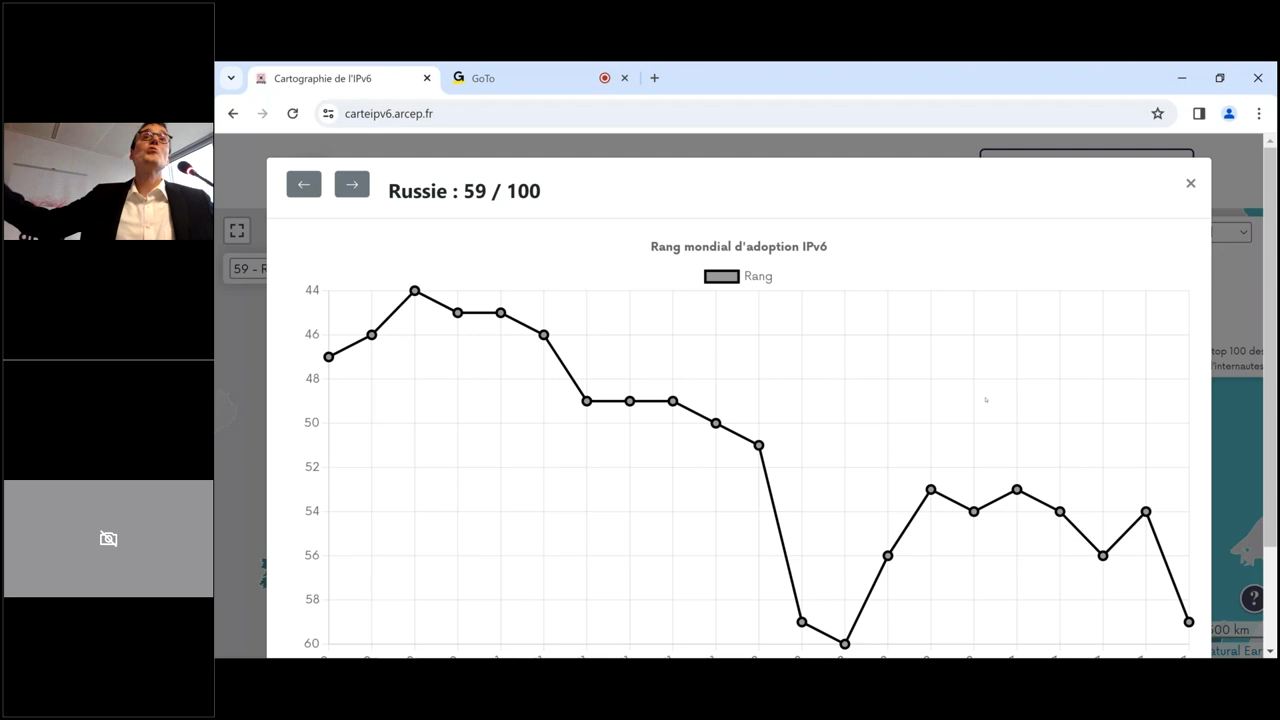 Cartographie de l'IPv6
GoTo
carteipv6.arcep.fr
Russie : 59 / 100
59 - R
Rang mondial d'adoption IPv6
Rang
44
46
48
50
52
54
56
58
60
top 100 des
l'Internautes
?
500 km
atural Ear